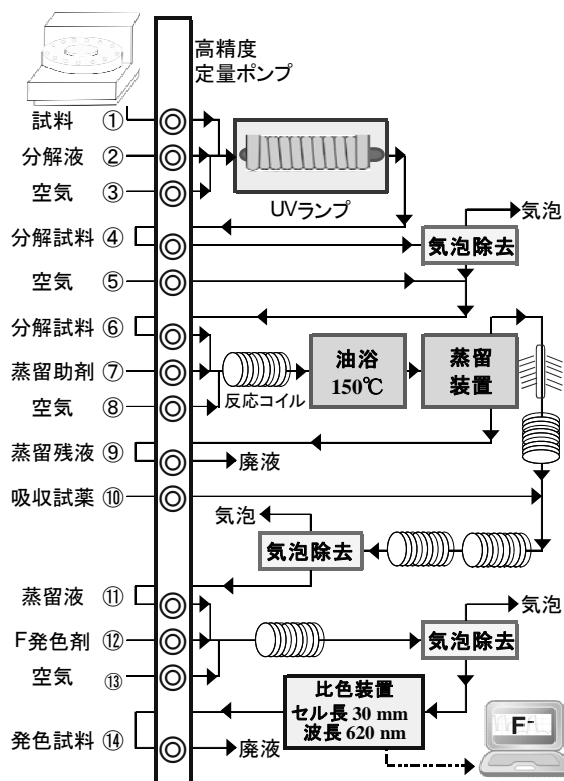 高精度
定量ポンプ
試料 ①
分解液 ②
空気 ③
UVランプ
気泡
分解試料 ④
気泡除去
空気 ⑤
分解試料 ⑥
蒸留助剤 ⑦
空気 ⑧
反応コイル
油浴
150℃
蒸留
装置
蒸留残液 ⑨
廃液
吸収試薬 ⑩
気泡
気泡除去
蒸留液 ⑪
気泡
F発色剤 ⑫
気泡除去
空気 ⑬
比色装置
セル長 30 mm
波長 620 nm
F-
発色試料 ⑭
廃液